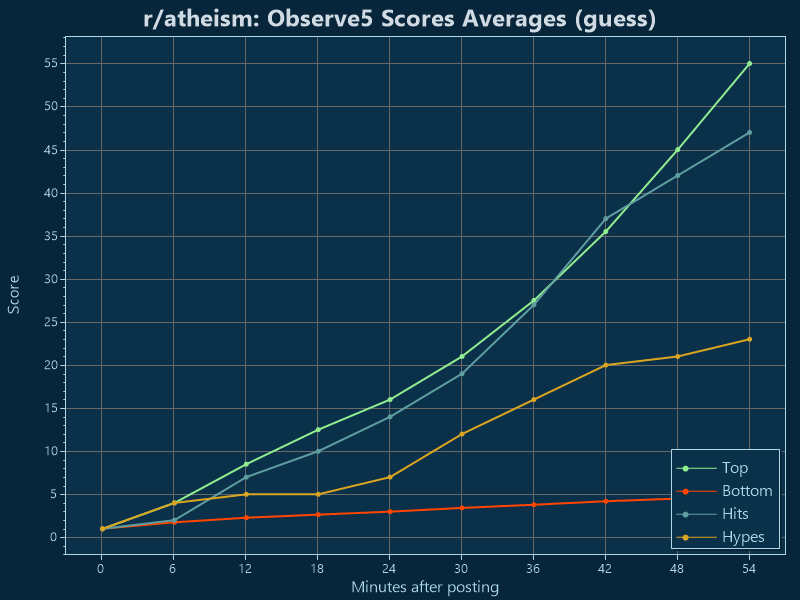 r/atheism: Observe5 Scores Averages (guess)
55
50
45
40
35
30
25
20
15
10
5
0
Score
Top
Bottom
Hits
Hypes
0 6 12 18 24 30 36 42 48 54
Minutes after posting